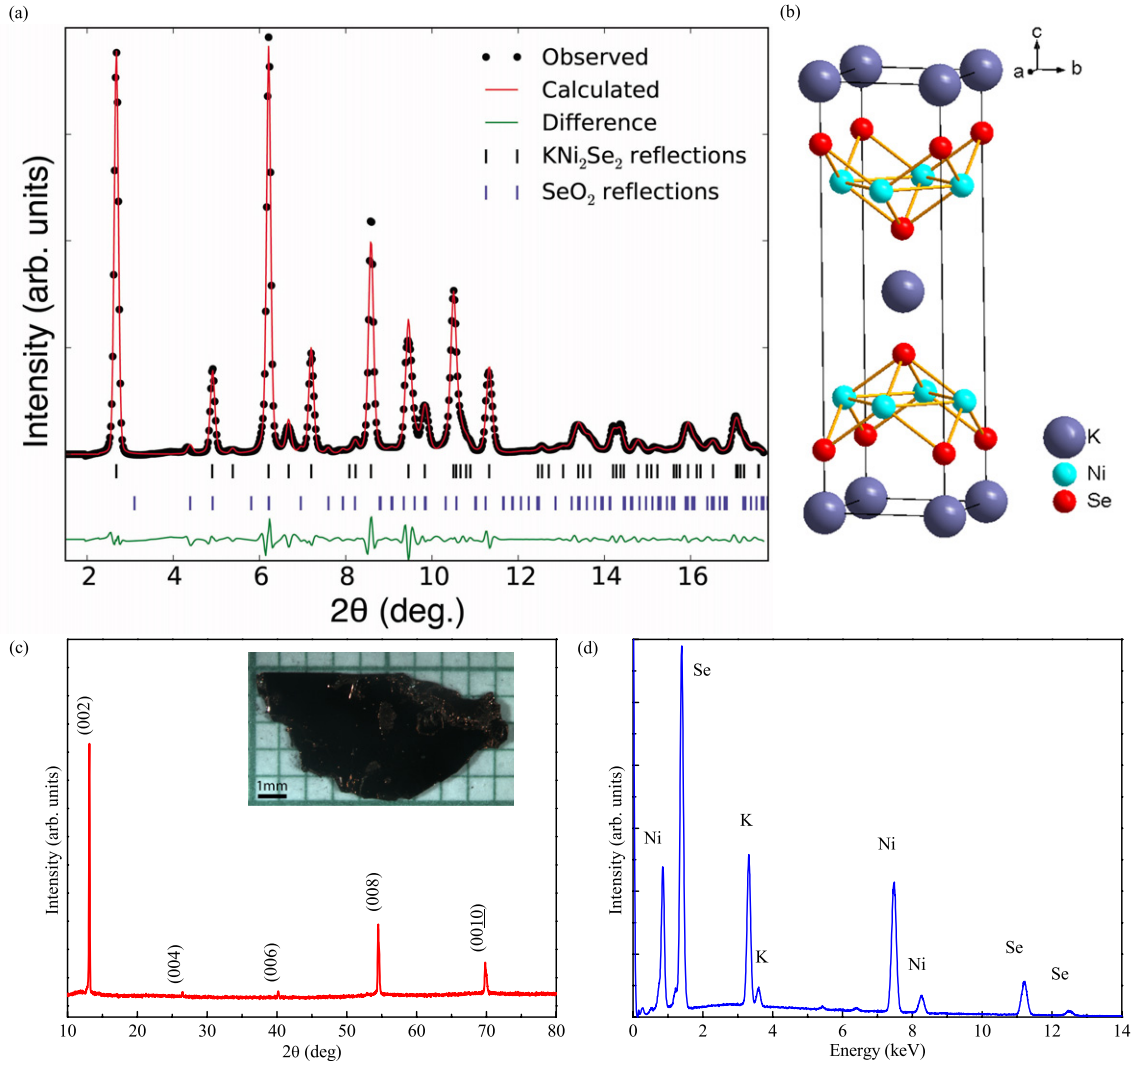 (a)
Observed
Calculated
Difference
KNi₂Se₂ reflections
SeO₂ reflections
Intensity (arb. units)
2 4 6 8 10 12 14 16
2θ (deg.)
(b)
c
a b
K
Ni
Se
(c)
(002)
(004)
(006)
(008)
(0010)
1mm
Intensity (arb. units)
10 20 30 40 50 60 70 80
2θ (deg)
(d)
Se
Ni
K
K
Ni
Ni
Se
Se
Intensity (arb. units)
0 2 4 6 8 10 12 14
Energy (keV)